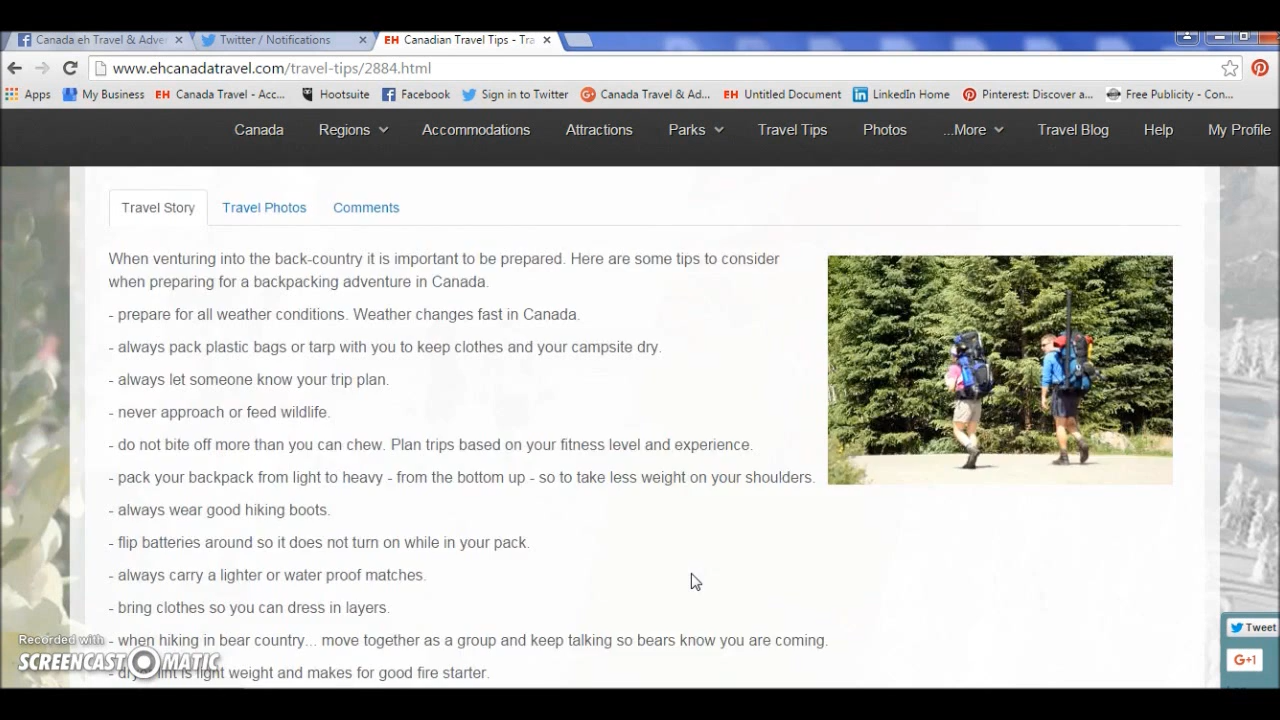 Canada eh Travel & Adve
Twitter / Notifications
EH Canadian Travel Tips - Tra
www.ehcanadatravel.com/travel-tips/2884.html
Apps
My Business
EH Canada Travel - Acc...
Hootsuite
Facebook
Sign in to Twitter
Canada Travel & Ad...
EH Untitled Document
LinkedIn Home
Pinterest: Discover a...
Free Publicity - Con...
Canada
Regions
Accommodations
Attractions
Parks
Travel Tips
Photos
...More
Travel Blog
Help
My Profile
Travel Story
Travel Photos
Comments
When venturing into the back-country it is important to be prepared. Here are some tips to consider
when preparing for a backpacking adventure in Canada.
- prepare for all weather conditions. Weather changes fast in Canada.
- always pack plastic bags or tarp with you to keep clothes and your campsite dry.
- always let someone know your trip plan.
- never approach or feed wildlife.
- do not bite off more than you can chew. Plan trips based on your fitness level and experience.
- pack your backpack from light to heavy - from the bottom up - so to take less weight on your shoulders.
- always wear good hiking boots.
- flip batteries around so it does not turn on while in your pack.
- always carry a lighter or water proof matches.
- bring clothes so you can dress in layers.
- when hiking in bear country... move together as a group and keep talking so bears know you are coming.
lint is light weight and makes for good fire starter.
Recorded with
SCREENCAST-O-MATIC
Tweet
G+1